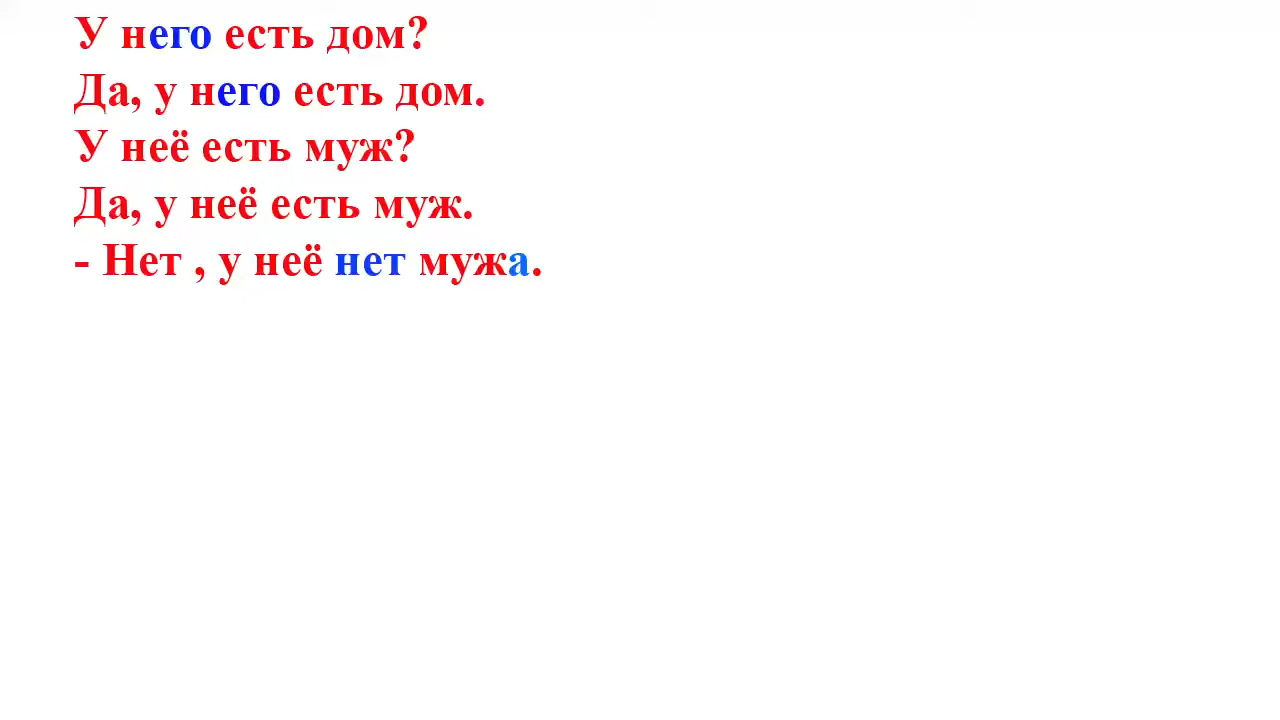 У него есть дом?
Да, у него есть дом.
У неё есть муж?
Да, у неё есть муж.
- Нет , у неё нет мужа.